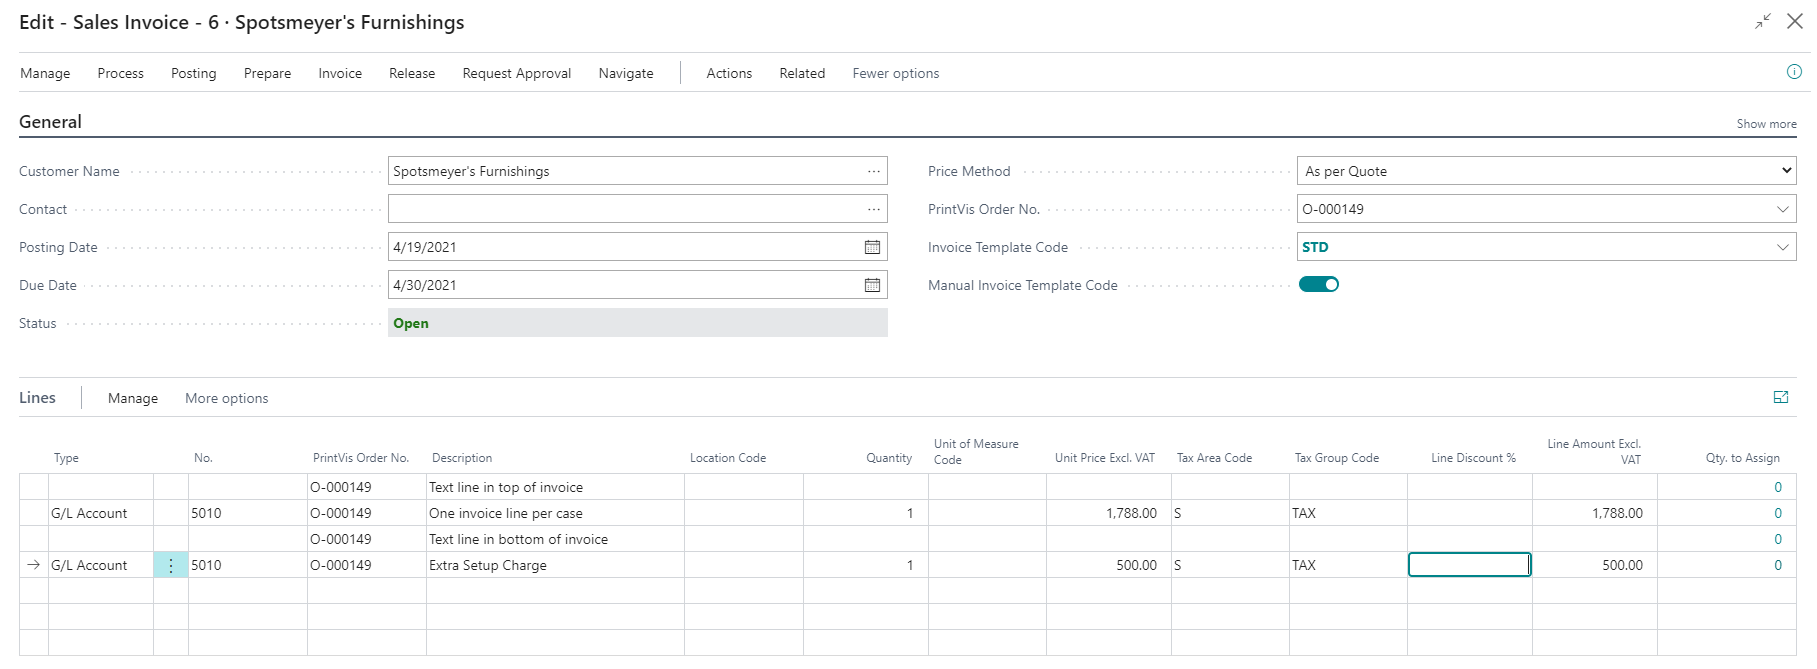 Edit - Sales Invoice - 6 · Spotsmeyer's Furnishings
Manage Process Posting Prepare Invoice Release Request Approval Navigate Actions Related Fewer options
General Show more
Customer Name Spotsmeyer's Furnishings Price Method As per Quote
Contact PrintVis Order No. O-000149
Posting Date 4/19/2021 Invoice Template Code STD
Due Date 4/30/2021 Manual Invoice Template Code
Status Open
Lines Manage More options
Type No. PrintVis Order No. Description Location Code Quantity Unit of Measure Code Unit Price Excl. VAT Tax Area Code Tax Group Code Line Discount % Line Amount Excl. VAT Qty. to Assign
O-000149 Text line in top of invoice 0
G/L Account 5010 O-000149 One invoice line per case 1 1,788.00 S TAX 1,788.00 0
O-000149 Text line in bottom of invoice 0
G/L Account 5010 O-000149 Extra Setup Charge 1 500.00 S TAX 500.00 0